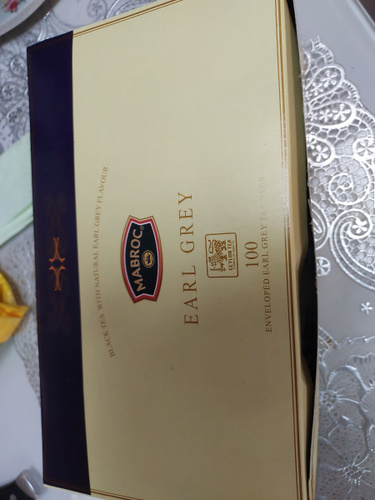 BLACK TEA WITH NATURAL EARL GREY FLAVOUR
MABROC
EARL GREY
CEYLON TEA
100
ENVELOPED EARL GREY TEA BAGS